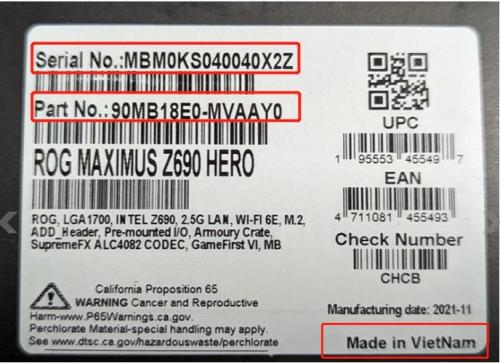 Serial No.:MBM0KS040040X2Z
Part No.:90MB18E0-MVAAY0
ROG MAXIMUS Z690 HERO
ROG, LGA1700, INTEL Z690, 2.5G LAN, WI-FI 6E, M.2,
ADD_Header, Pre-mounted I/O, Armoury Crate,
SupremeFX ALC4082 CODEC, GameFirst VI, MB
UPC
1 95553 45549 7
EAN
4 711081 455493
Check Number
CHCB
California Proposition 65
WARNING Cancer and Reproductive
Harm-www.P65Warnings.ca.gov.
Perchlorate Material-special handling may apply.
See www.dtsc.ca.gov/hazardouswaste/perchlorate
Manufacturing date: 2021-11
Made in VietNam